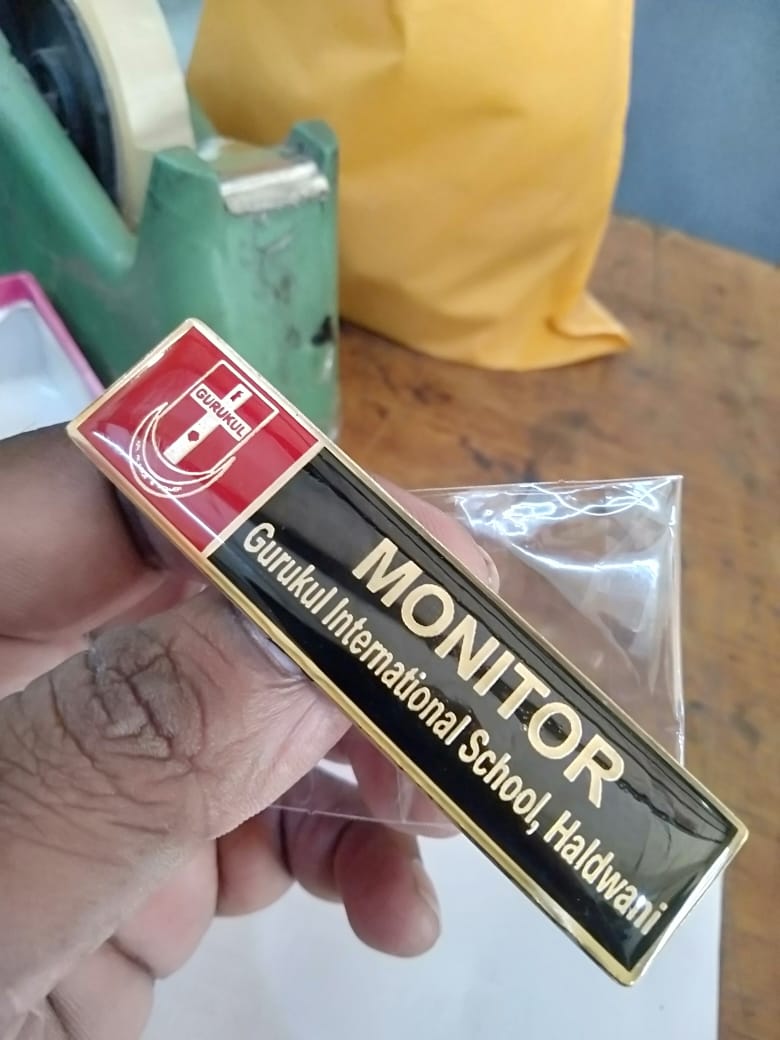 GURUKUL
MONITOR
Gurukul International School, Haldwani